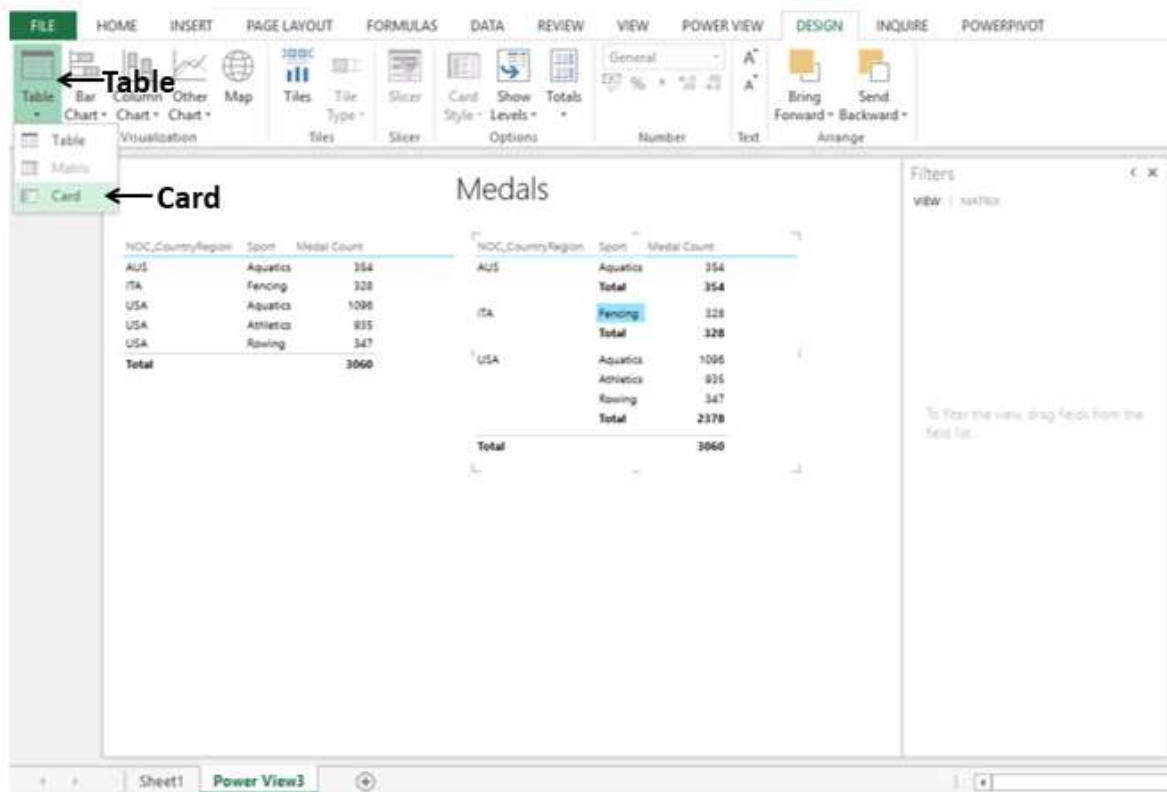 FILE HOME INSERT PAGE LAYOUT FORMULAS DATA REVIEW VIEW POWER VIEW DESIGN INQUIRE POWERPIVOT
General
Table
Table Bar Chart Column Chart Other Chart Map Tiles Tile Type Slicer Card Style Show Levels Totals Bring Forward Send Backward
Visualization Tiles Slicer Options Number Text Arrange
Table
Matrix
Card
Card
Medals
NOC_CountryRegion Sport Medal Count
AUS Aquatics 354
ITA Fencing 328
USA Aquatics 1096
USA Athletics 935
USA Rowing 347
Total 3060
NOC_CountryRegion Sport Medal Count
AUS Aquatics 354
Total 354
ITA Fencing 328
Total 328
USA Aquatics 1096
Athletics 935
Rowing 347
Total 2378
Total 3060
Filters
VIEW | MATRIX
To filter the view, drag fields from the
field list...
Sheet1 Power View3